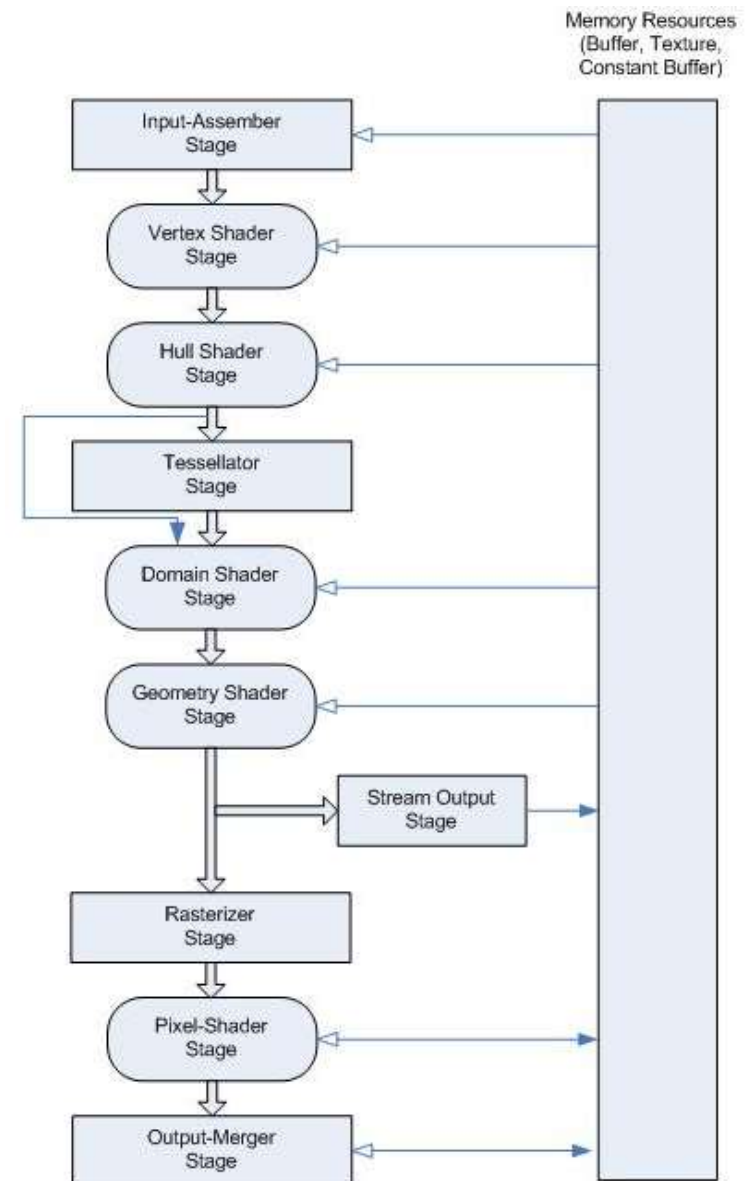 Memory Resources
(Buffer, Texture,
Constant Buffer)
Input-Assember
Stage
Vertex Shader
Stage
Hull Shader
Stage
Tessellator
Stage
Domain Shader
Stage
Geometry Shader
Stage
Stream Output
Stage
Rasterizer
Stage
Pixel-Shader
Stage
Output-Merger
Stage